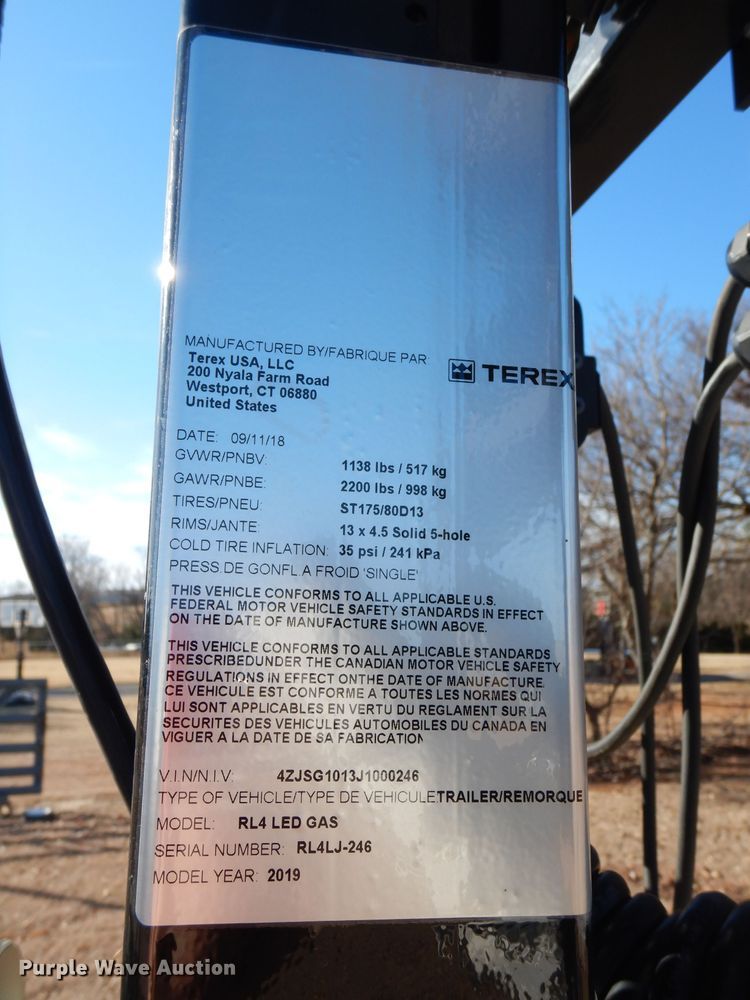 MANUFACTURED BY/FABRIQUE PAR
Terex USA, LLC
200 Nyala Farm Road
Westport, CT 06880
United States
TEREX
DATE: 09/11/18
GVWR/PNBV: 1138 lbs / 517 kg
GAWR/PNBE: 2200 lbs / 998 kg
TIRES/PNEU: ST175/80D13
RIMS/JANTE: 13 x 4.5 Solid 5-hole
COLD TIRE INFLATION: 35 psi / 241 kPa
PRESS.DE GONFL A FROID 'SINGLE'
THIS VEHICLE CONFORMS TO ALL APPLICABLE U.S.
FEDERAL MOTOR VEHICLE SAFETY STANDARDS IN EFFECT
ON THE DATE OF MANUFACTURE SHOWN ABOVE.
THIS VEHICLE CONFORMS TO ALL APPLICABLE STANDARDS
PRESCRIBEDUNDER THE CANADIAN MOTOR VEHICLE SAFETY
REGULATIONS IN EFFECT ONTHE DATE OF MANUFACTURE.
CE VEHICULE EST CONFORME A TOUTES LES NORMES QUI
LUI SONT APPLICABLES EN VERTU DU REGLAMENT SUR LA
SECURITES DES VEHICULES AUTOMOBILES DU CANADA EN
VIGUER A LA DATE DE SA FABRICATION
V.I.N/N.I.V: 4ZJSG1013J1000246
TYPE OF VEHICLE/TYPE DE VEHICULE TRAILER/REMORQUE
MODEL: RL4 LED GAS
SERIAL NUMBER: RL4LJ-246
MODEL YEAR: 2019
Purple Wave Auction